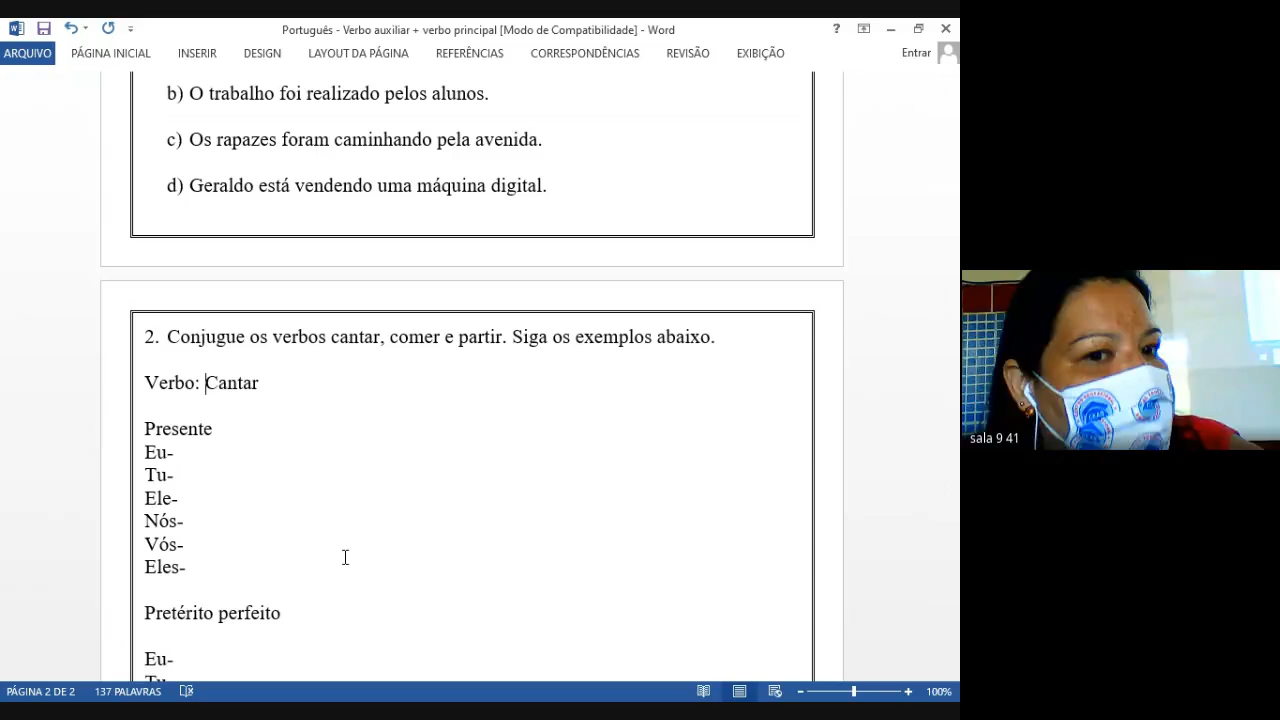 Português - Verbo auxiliar + verbo principal [Modo de Compatibilidade] - Word
?
ARQUIVO PÁGINA INICIAL INSERIR DESIGN LAYOUT DA PÁGINA REFERÊNCIAS CORRESPONDÊNCIAS REVISÃO EXIBIÇÃO Entrar
b) O trabalho foi realizado pelos alunos.
c) Os rapazes foram caminhando pela avenida.
d) Geraldo está vendendo uma máquina digital.
2. Conjugue os verbos cantar, comer e partir. Siga os exemplos abaixo.
Verbo: Cantar
Presente
Eu-
Tu-
Ele-
Nós-
Vós-
Eles-
Pretérito perfeito
Eu-
Tu-
sala 9 41
PÁGINA 2 DE 2 137 PALAVRAS 100%